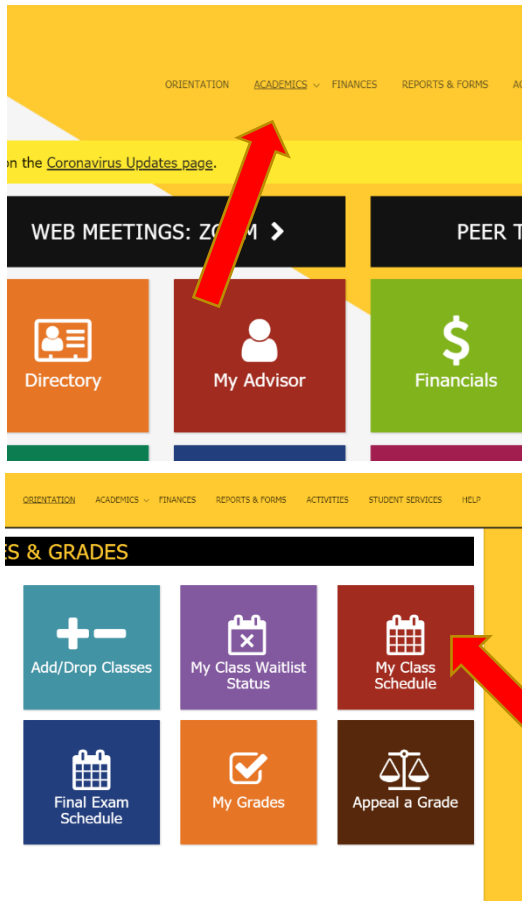 ORIENTATION ACADEMICS FINANCES REPORTS & FORMS
on the Coronavirus Updates page.
WEB MEETINGS: ZOOM
PEER
Directory
My Advisor
Financials
ORIENTATION ACADEMICS FINANCES REPORTS & FORMS ACTIVITIES STUDENT SERVICES HELP
& GRADES
Add/Drop Classes
My Class Waitlist
Status
My Class
Schedule
Final Exam
Schedule
My Grades
Appeal a Grade